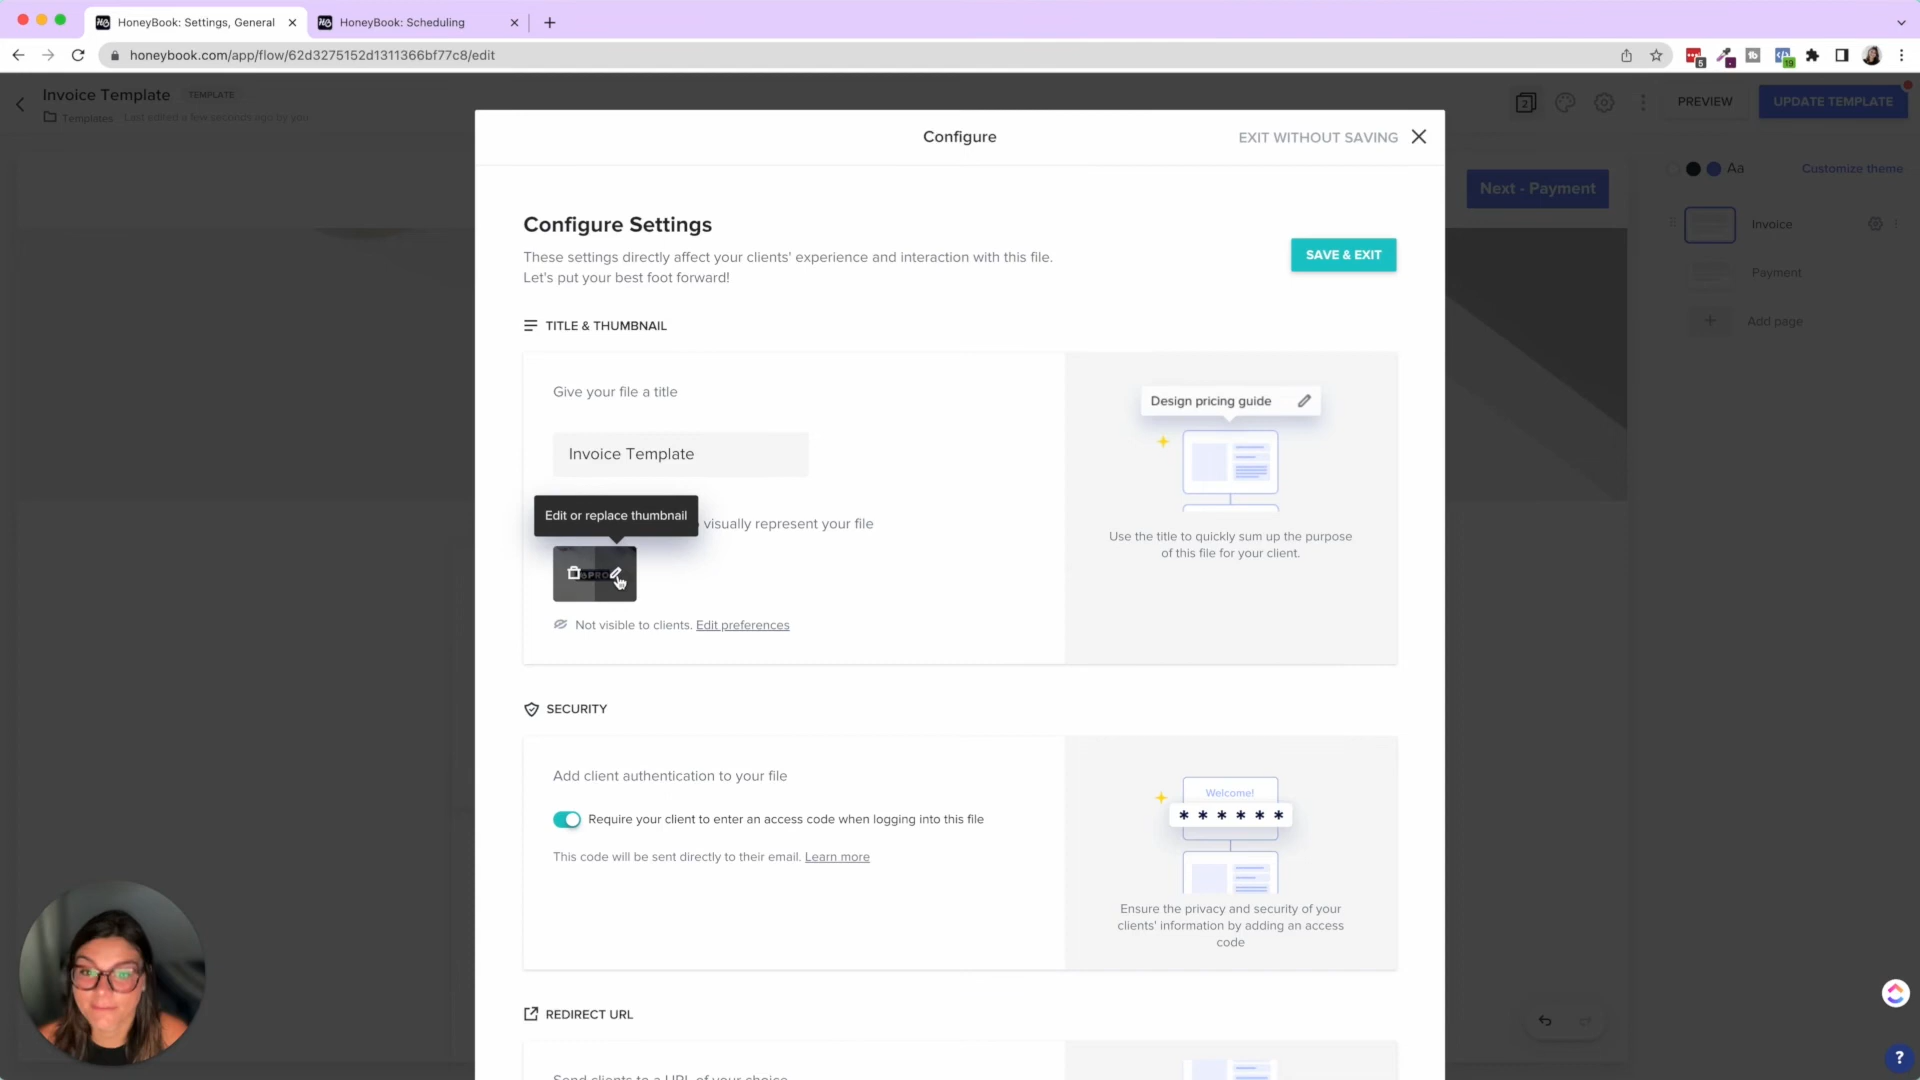 HoneyBook: Settings, General
HoneyBook: Scheduling
honeybook.com/app/flow/62d3275152d1311366bf77c8/edit
5
19
Invoice Template
TEMPLATE
Templates
Last edited a few seconds ago by you
2
PREVIEW
UPDATE TEMPLATE
Configure
EXIT WITHOUT SAVING
Next - Payment
Aa
Customize theme
Invoice
Payment
Add page
Configure Settings
These settings directly affect your clients' experience and interaction with this file.
Let's put your best foot forward!
SAVE & EXIT
TITLE & THUMBNAIL
Give your file a title
Invoice Template
Edit or replace thumbnail
visually represent your file
Not visible to clients. Edit preferences
Design pricing guide
Use the title to quickly sum up the purpose
of this file for your client.
SECURITY
Add client authentication to your file
Require your client to enter an access code when logging into this file
This code will be sent directly to their email. Learn more
Welcome!
* * * * * *
Ensure the privacy and security of your
clients' information by adding an access
code
REDIRECT URL
Send clients to a URL of your choice
?